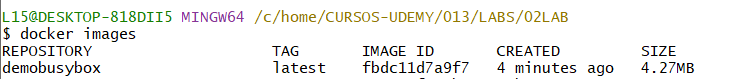 L15@DESKTOP-818DII5 MINGW64 /c/home/CURSOS-UDEMY/013/LABS/02LAB
$ docker images
REPOSITORY TAG IMAGE ID CREATED SIZE
demobusybox latest fbdc11d7a9f7 4 minutes ago 4.27MB